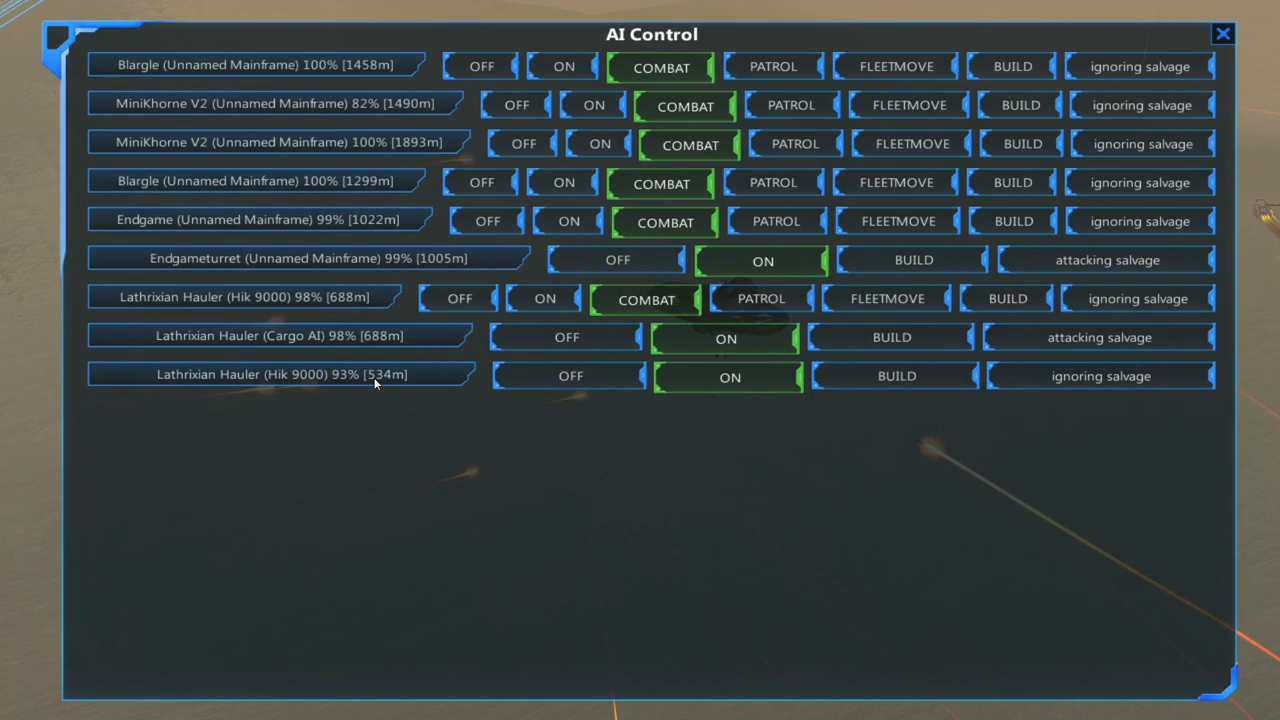 AI Control
Blargle (Unnamed Mainframe) 100% [1458m] OFF ON COMBAT PATROL FLEETMOVE BUILD ignoring salvage
MiniKhorne V2 (Unnamed Mainframe) 82% [1490m] OFF ON COMBAT PATROL FLEETMOVE BUILD ignoring salvage
MiniKhorne V2 (Unnamed Mainframe) 100% [1893m] OFF ON COMBAT PATROL FLEETMOVE BUILD ignoring salvage
Blargle (Unnamed Mainframe) 100% [1299m] OFF ON COMBAT PATROL FLEETMOVE BUILD ignoring salvage
Endgame (Unnamed Mainframe) 99% [1022m] OFF ON COMBAT PATROL FLEETMOVE BUILD ignoring salvage
Endgameturret (Unnamed Mainframe) 99% [1005m] OFF ON BUILD attacking salvage
Lathrixian Hauler (Hik 9000) 98% [688m] OFF ON COMBAT PATROL FLEETMOVE BUILD ignoring salvage
Lathrixian Hauler (Cargo AI) 98% [688m] OFF ON BUILD attacking salvage
Lathrixian Hauler (Hik 9000) 93% [534m] OFF ON BUILD ignoring salvage